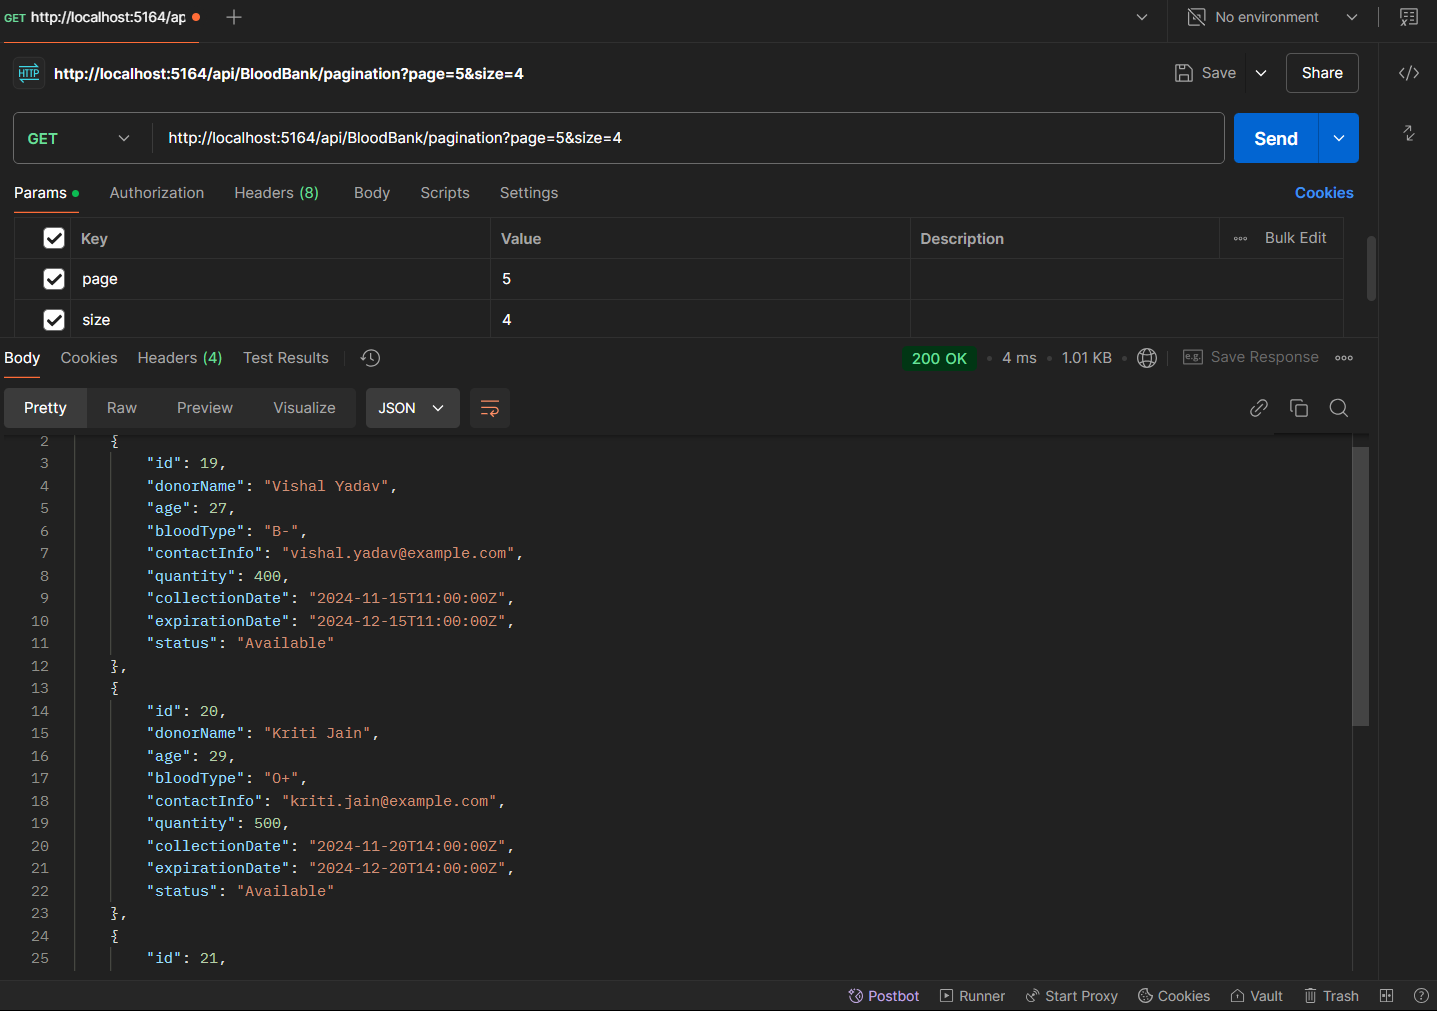 GET http://localhost:5164/ap
No environment
HTTP http://localhost:5164/api/BloodBank/pagination?page=5&size=4
Save
Share
GET
http://localhost:5164/api/BloodBank/pagination?page=5&size=4
Send
Params Authorization Headers (8) Body Scripts Settings
Cookies
Key Value Description Bulk Edit
page 5
size 4
Body Cookies Headers (4) Test Results
200 OK 4 ms 1.01 KB e.g. Save Response
Pretty Raw Preview Visualize JSON
2 {
3 "id": 19,
4 "donorName": "Vishal Yadav",
5 "age": 27,
6 "bloodType": "B-",
7 "contactInfo": "vishal.yadav@example.com",
8 "quantity": 400,
9 "collectionDate": "2024-11-15T11:00:00Z",
10 "expirationDate": "2024-12-15T11:00:00Z",
11 "status": "Available"
12 },
13 {
14 "id": 20,
15 "donorName": "Kriti Jain",
16 "age": 29,
17 "bloodType": "O+",
18 "contactInfo": "kriti.jain@example.com",
19 "quantity": 500,
20 "collectionDate": "2024-11-20T14:00:00Z",
21 "expirationDate": "2024-12-20T14:00:00Z",
22 "status": "Available"
23 },
24 {
25 "id": 21,
Postbot Runner Start Proxy Cookies Vault Trash